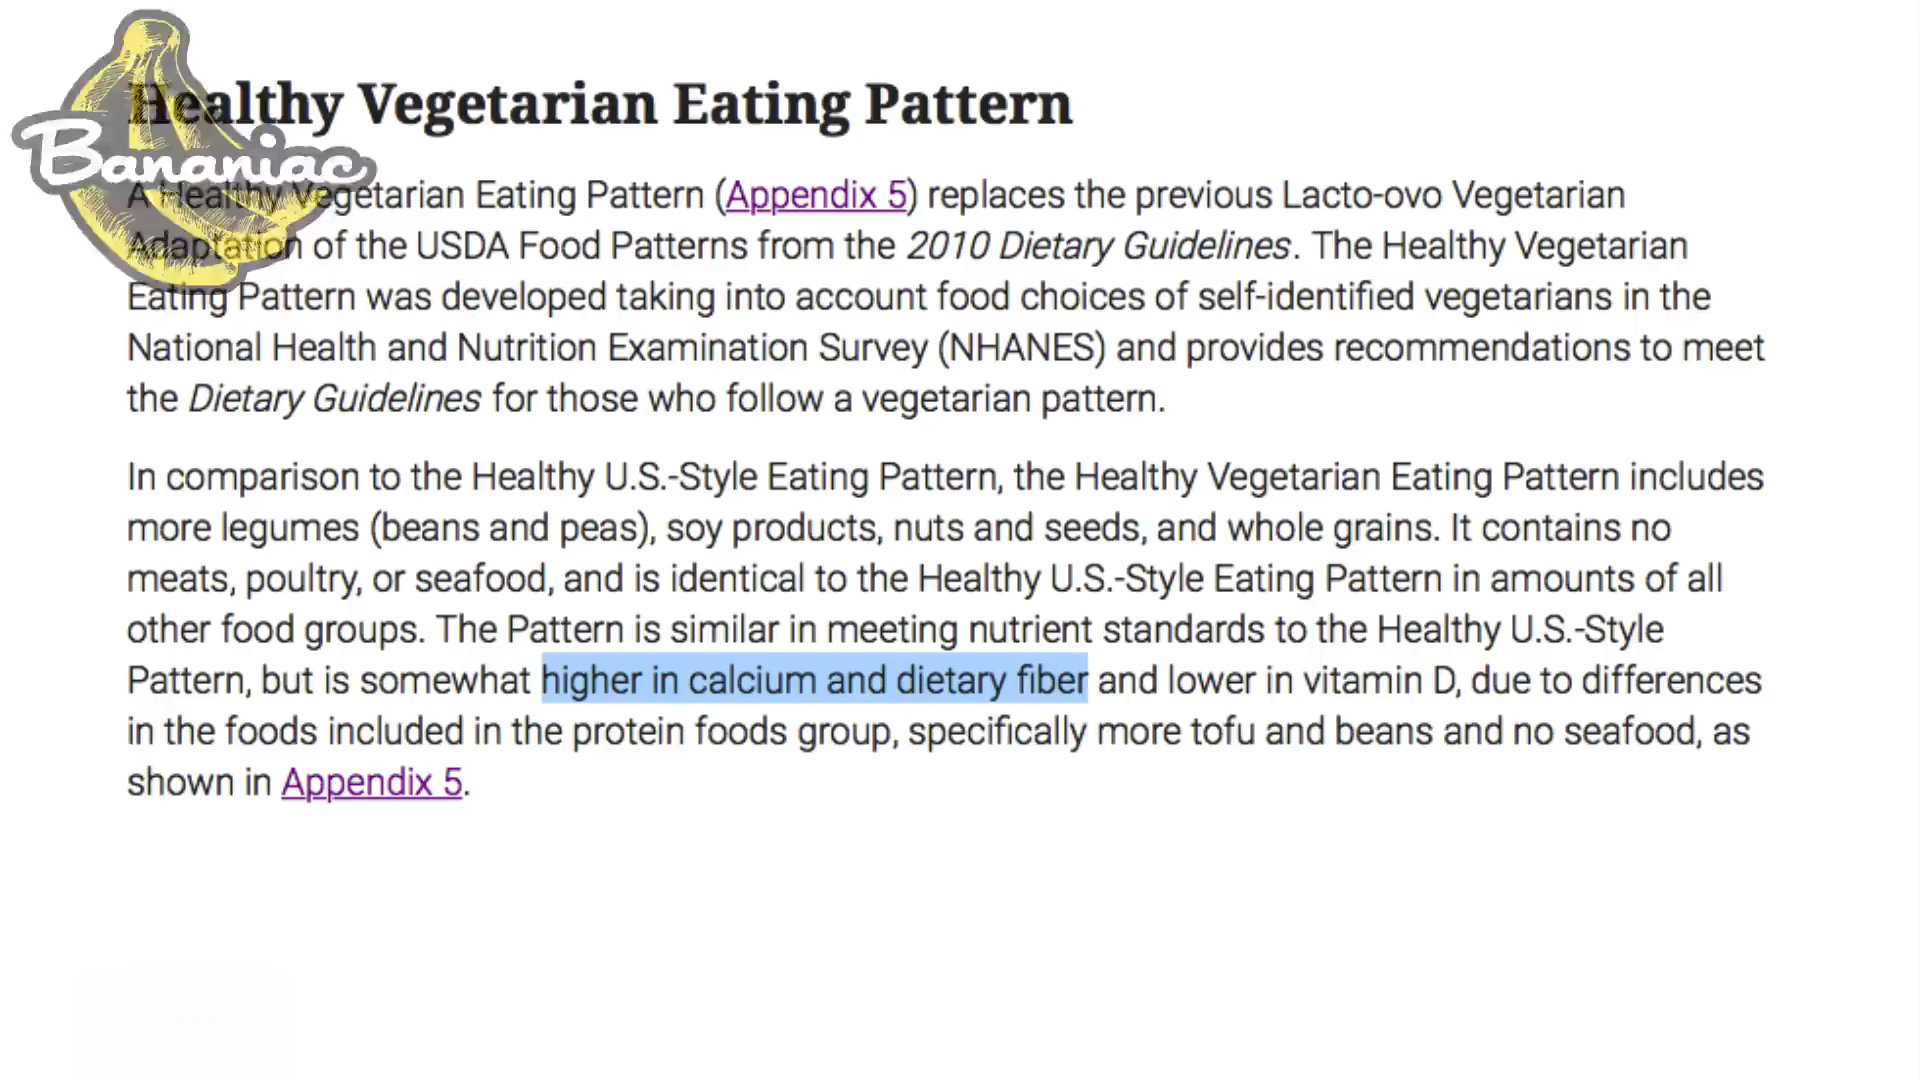 Healthy Vegetarian Eating Pattern
Bananiac
A Healthy Vegetarian Eating Pattern (Appendix 5) replaces the previous Lacto-ovo Vegetarian
Adaptation of the USDA Food Patterns from the 2010 Dietary Guidelines. The Healthy Vegetarian
Eating Pattern was developed taking into account food choices of self-identified vegetarians in the
National Health and Nutrition Examination Survey (NHANES) and provides recommendations to meet
the Dietary Guidelines for those who follow a vegetarian pattern.
In comparison to the Healthy U.S.-Style Eating Pattern, the Healthy Vegetarian Eating Pattern includes
more legumes (beans and peas), soy products, nuts and seeds, and whole grains. It contains no
meats, poultry, or seafood, and is identical to the Healthy U.S.-Style Eating Pattern in amounts of all
other food groups. The Pattern is similar in meeting nutrient standards to the Healthy U.S.-Style
Pattern, but is somewhat higher in calcium and dietary fiber and lower in vitamin D, due to differences
in the foods included in the protein foods group, specifically more tofu and beans and no seafood, as
shown in Appendix 5.